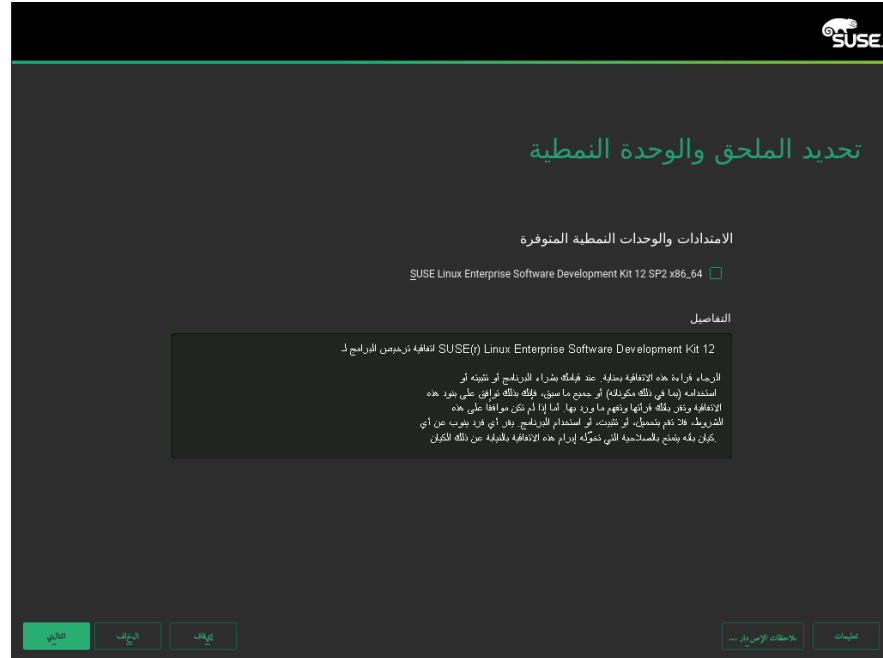 SUSE
تحديد الملحق والوحدة النمطية
الامتدادات والوحدات النمطية المتوفرة
SUSE Linux Enterprise Software Development Kit 12 SP2 x86_64
التفاصيل
SUSE(r) Linux Enterprise Software Development Kit 12 اتفاقية ترخيص البرامج لـ
الرجاء قراءة هذه الاتفاقية بعناية. عند قيامك بشراء البرنامج أو تثبيته أو
استخدامه (بما في ذلك مكوناته) أو جميع ما سبق، فإنك بذلك توافق على بنود هذه
الاتفاقية وتقر بأنك قرأتها وتفهم ما ورد بها. أما إذا لم تكن موافقًا على هذه
الشروط، فلا تقم بتحميل، أو تثبيت، أو استخدام البرنامج. يقر أي فرد ينوب عن أي
كيان بأنه يتمتع بالصلاحية التي تخوّله إبرام هذه الاتفاقية بالنيابة عن ذلك الكيان.
تعليمات
ملاحظات الإصدار ...
إيقاف
الخلف
التالي